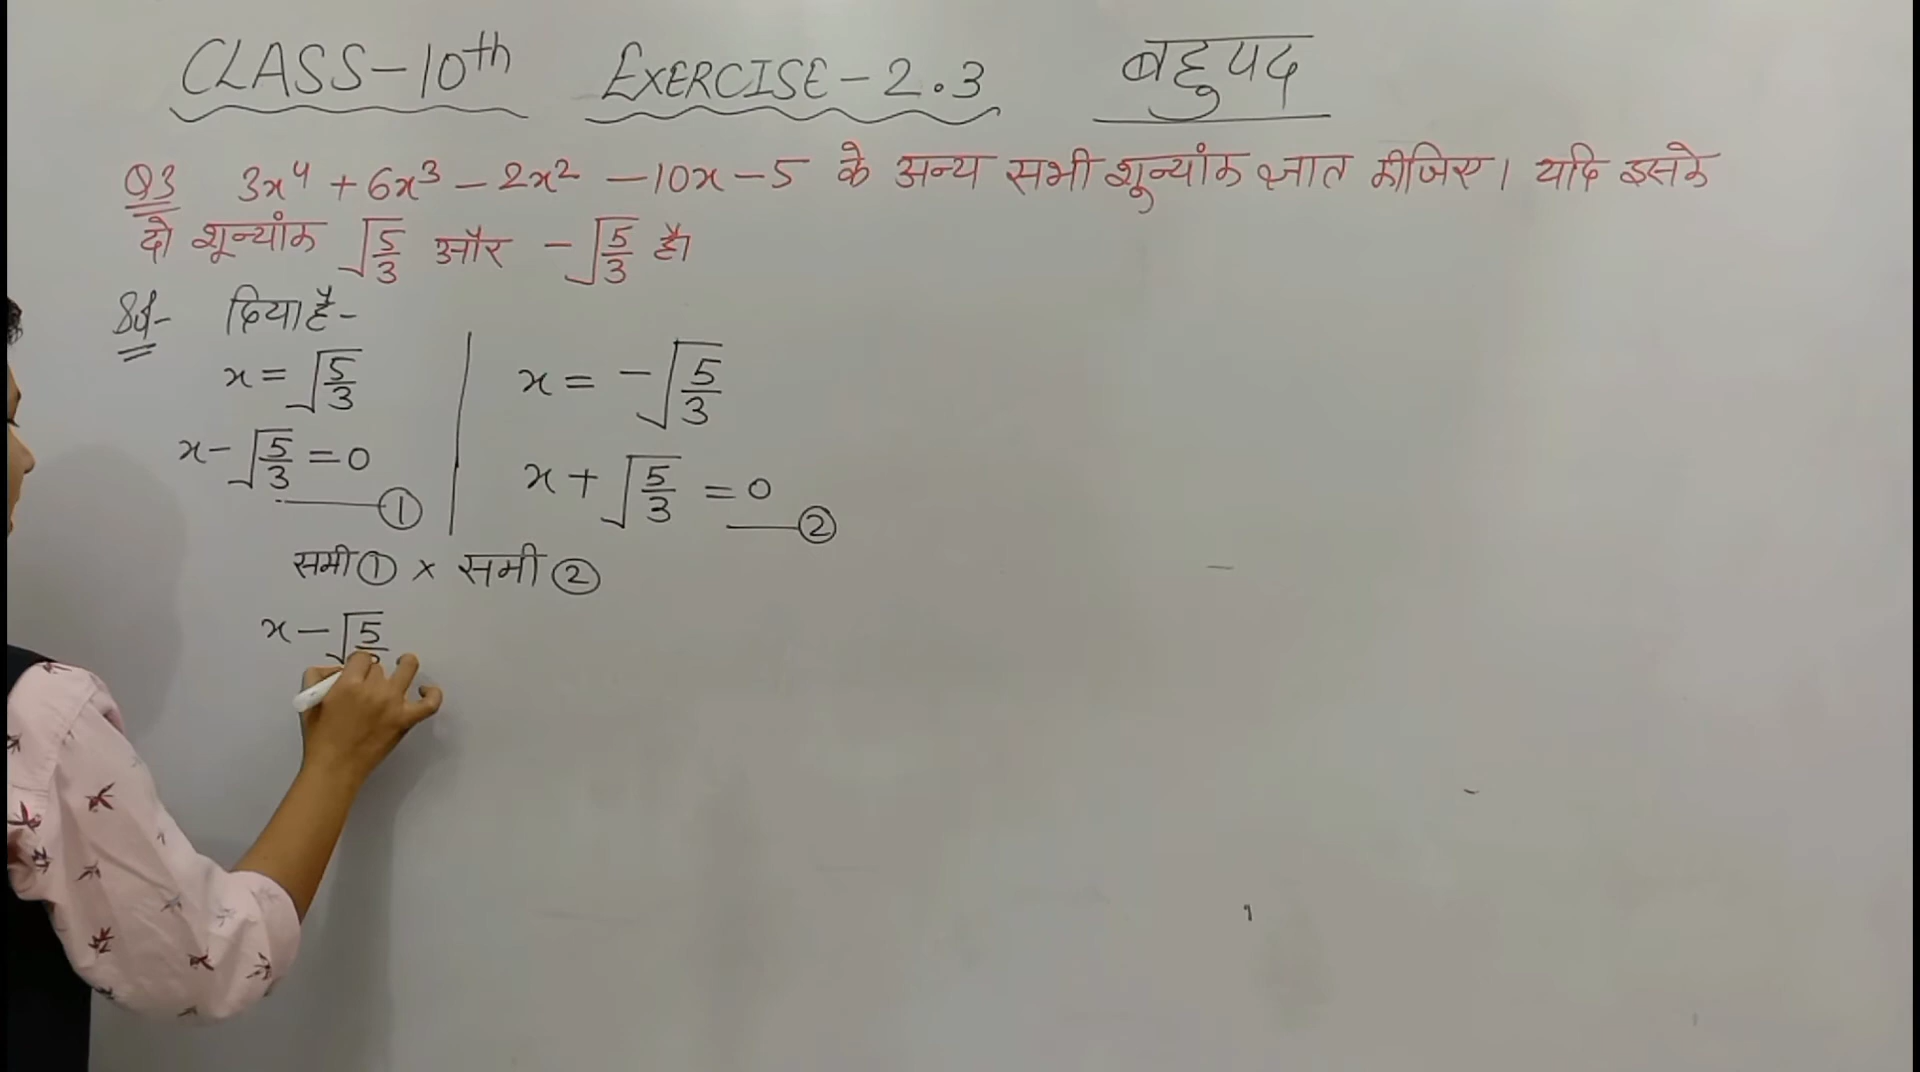 CLASS-10th EXERCISE-2.3 बहुपद
Q3 3x⁴ + 6x³ - 2x² - 10x - 5 के अन्य सभी शून्यांक ज्ञात कीजिए। यदि इसके
दो शून्यांक √5/3 और -√5/3 है।
Sol- दिया है-
x = √5/3
x - √5/3 = 0 ①
x = -√5/3
x + √5/3 = 0 ②
समी ① × समी ②
x - √5